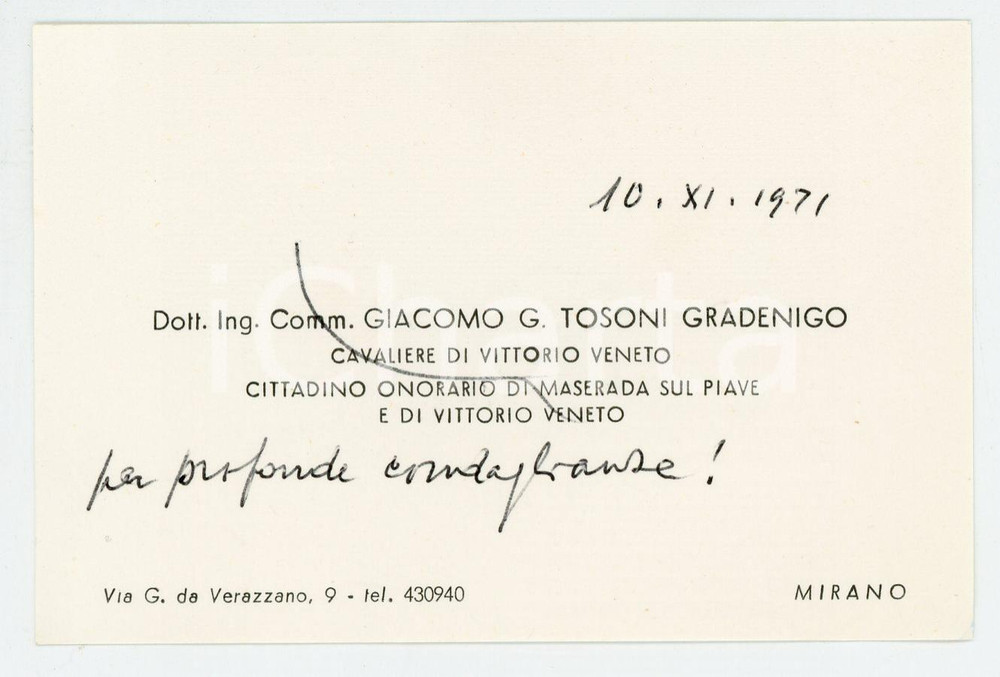 10. XI. 1971
Dott. Ing. Comm. GIACOMO G. TOSONI GRADENIGO
CAVALIERE DI VITTORIO VENETO
CITTADINO ONORARIO DI MASERADA SUL PIAVE
E DI VITTORIO VENETO
per profonde condoglianze!
Via G. da Verazzano, 9 - tel. 430940
MIRANO
iCharta